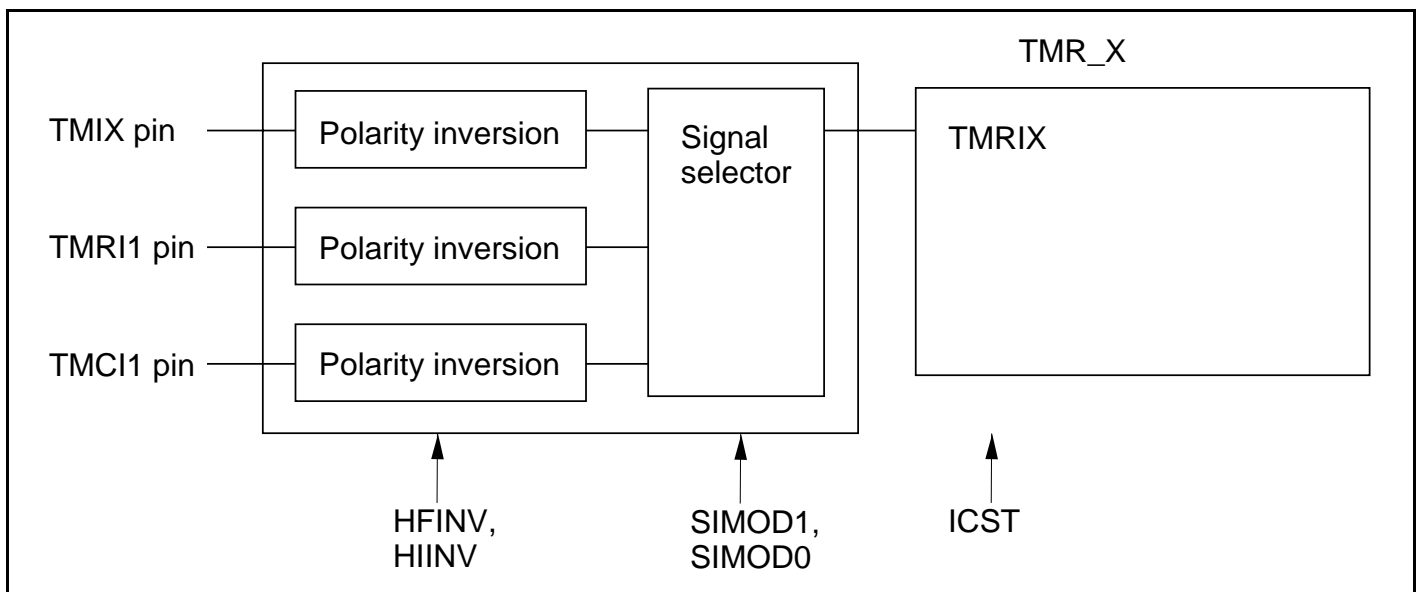 TMR_X
TMIX pin
Polarity inversion
Signal
selector
TMRIX
TMRI1 pin
Polarity inversion
TMCI1 pin
Polarity inversion
HFINV,
HIINV
SIMOD1,
SIMOD0
ICST